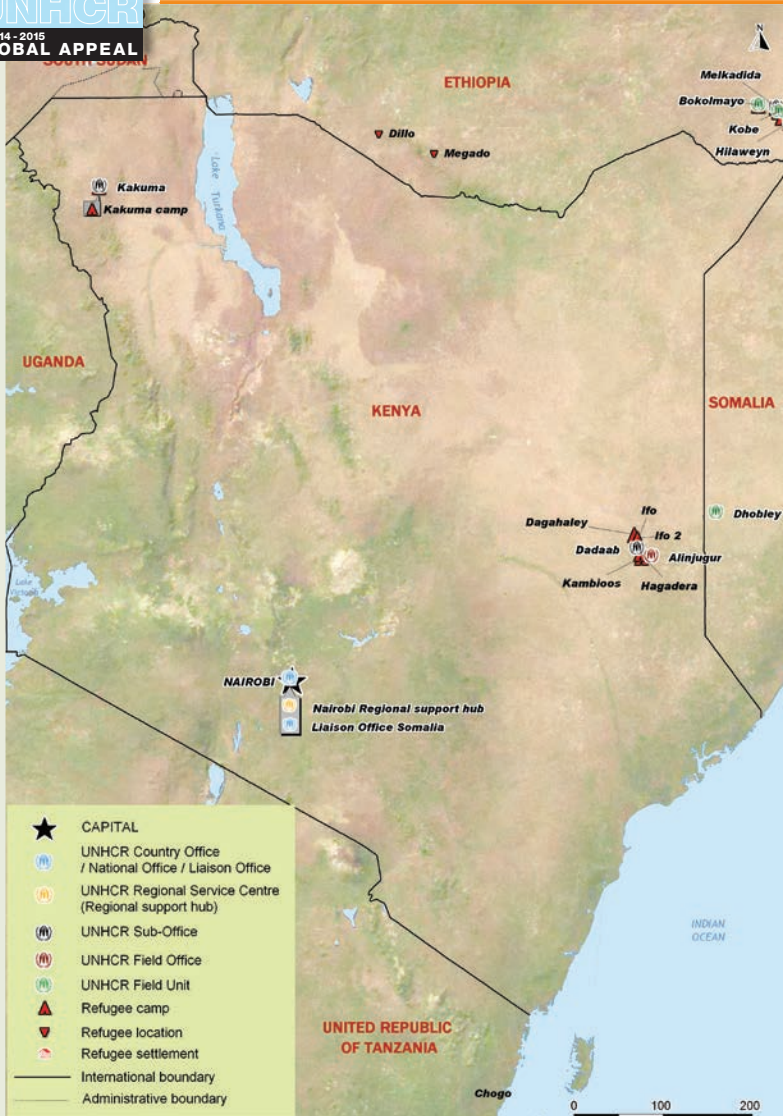 UNHCR
14 - 2015
OBAL APPEAL
SOUTH SUDAN
ETHIOPIA
N
Melkadida
Bokolmayo
Kobe
Hilaweyn
Dillo
Megado
Lake Turkana
Kakuma
Kakuma camp
UGANDA
KENYA
SOMALIA
Ifo
Dagahaley
Ifo 2
Dhobley
Dadaab
Alinjugur
Kambioos
Hagadera
Lake
Victoria
NAIROBI
Nairobi Regional support hub
Liaison Office Somalia
CAPITAL
UNHCR Country Office
/ National Office / Liaison Office
UNHCR Regional Service Centre
(Regional support hub)
UNHCR Sub-Office
UNHCR Field Office
UNHCR Field Unit
Refugee camp
Refugee location
Refugee settlement
International boundary
Administrative boundary
INDIAN
OCEAN
UNITED REPUBLIC
OF TANZANIA
Chogo
0 100 200